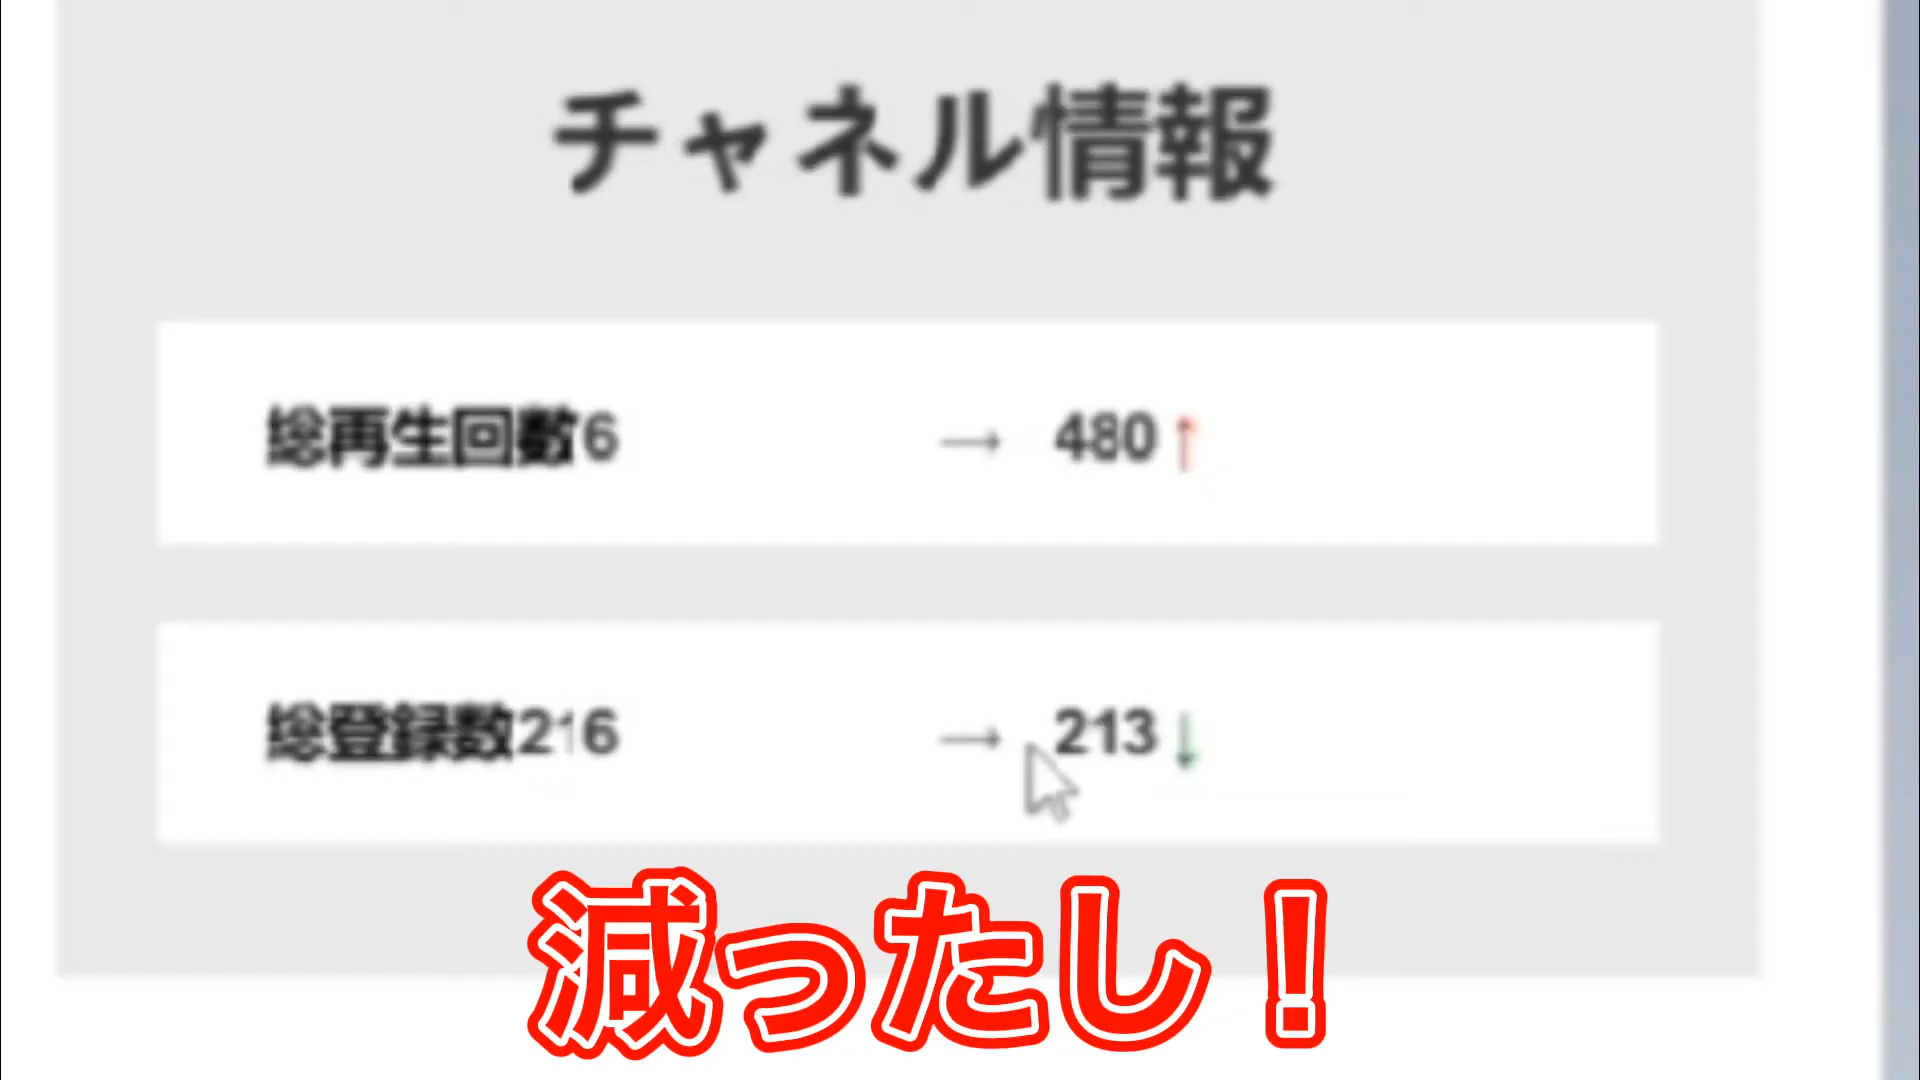 チャネル情報
総再生回数6 → 480↑
総登録数216 → 213↓
減ったし！